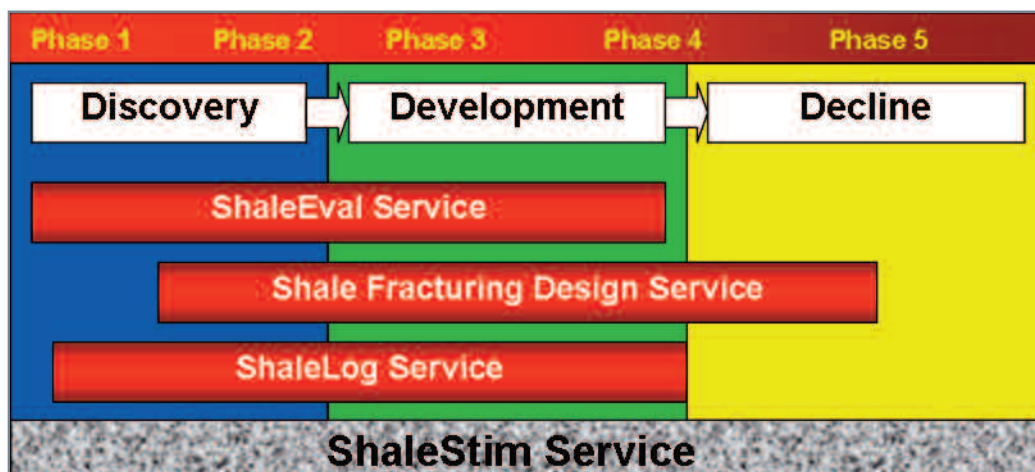 Phase 1 Phase 2 Phase 3 Phase 4 Phase 5
Discovery Development Decline
ShaleEval Service
Shale Fracturing Design Service
ShaleLog Service
ShaleStim Service